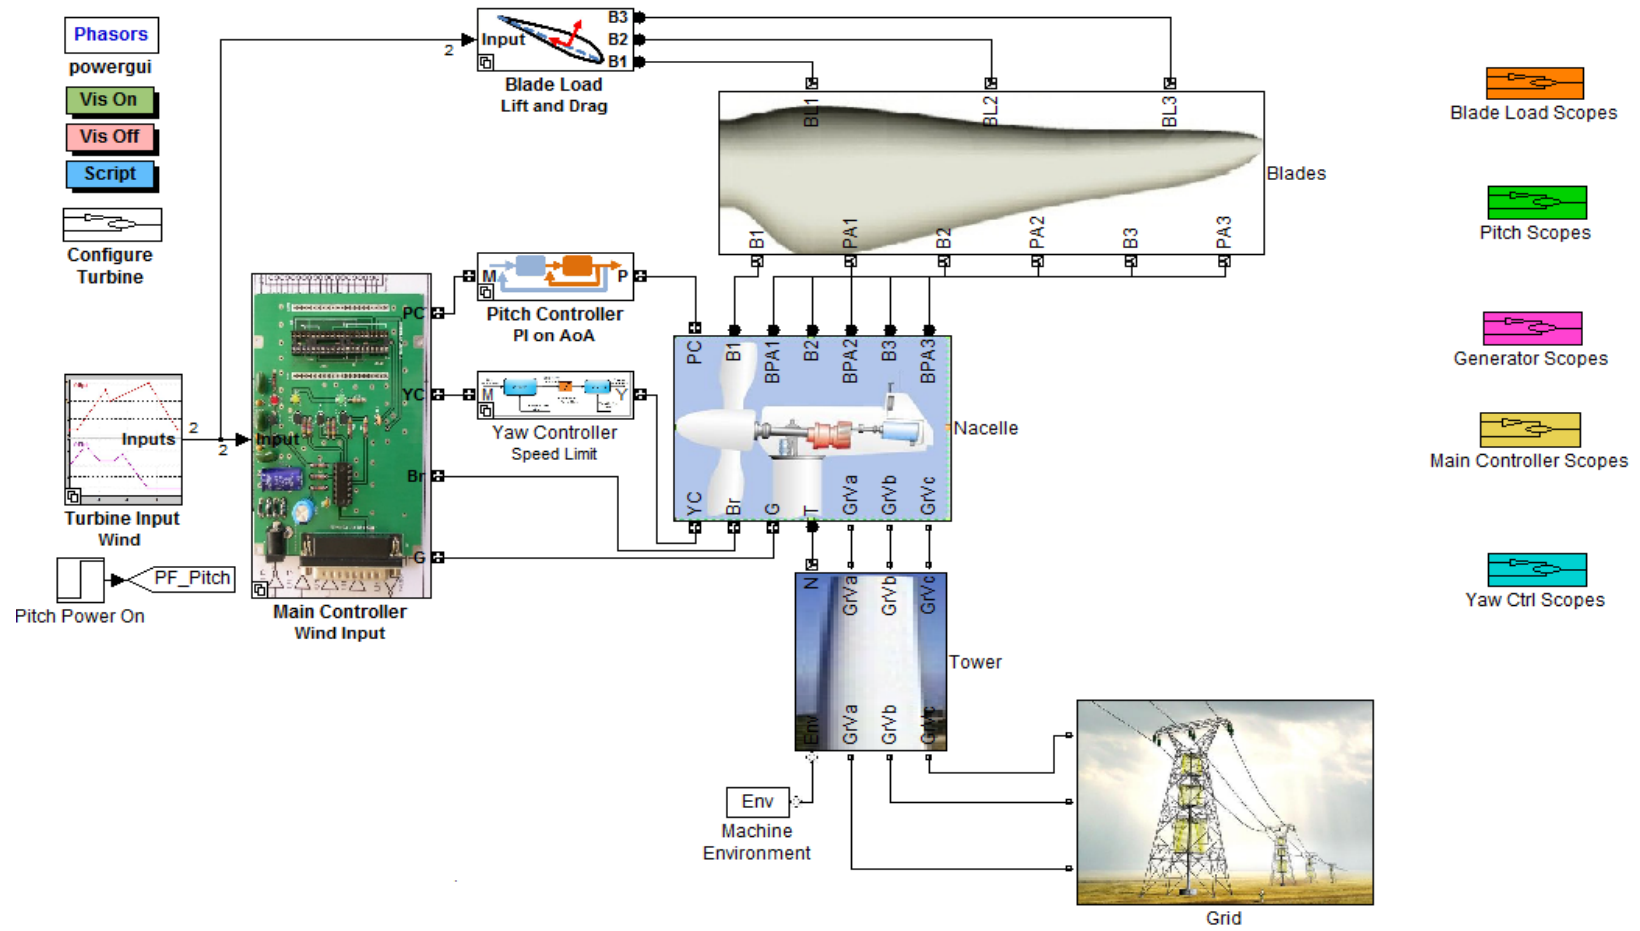 Phasors
powergui
Vis On
Vis Off
Script
Configure
Turbine
Inputs
2
2
Turbine Input
Wind
PF_Pitch
Pitch Power On
Input
PC
YC
Br
G
Main Controller
Wind Input
2
Input
B3
B2
B1
Blade Load
Lift and Drag
M
P
Pitch Controller
PI on AoA
M
Y
Yaw Controller
Speed Limit
BL1
BL2
BL3
B1
PA1
B2
PA2
B3
PA3
Blades
PC
B1
BPA1
B2
BPA2
B3
BPA3
YC
Br
G
T
GrVa
GrVb
GrVc
Nacelle
N
GrVa
GrVb
GrVc
Env
GrVa
GrVb
GrVc
Tower
Env
Machine
Environment
Grid
Blade Load Scopes
Pitch Scopes
Generator Scopes
Main Controller Scopes
Yaw Ctrl Scopes